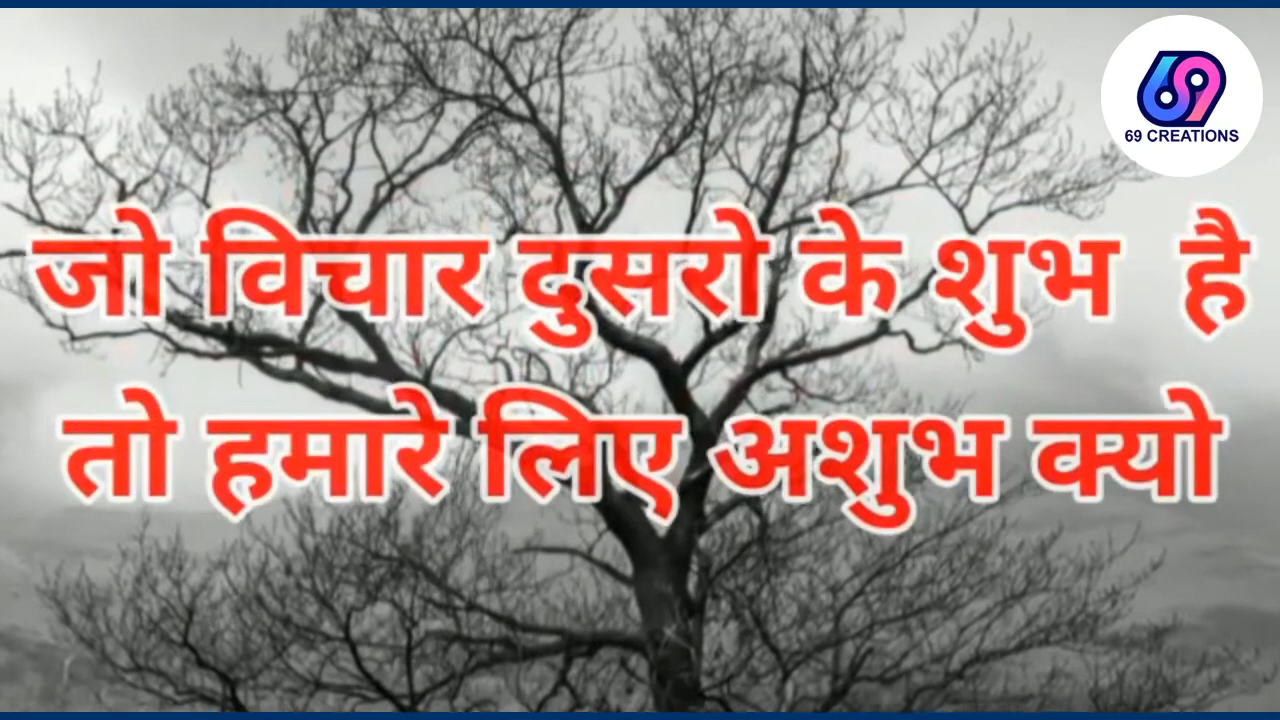 69 CREATIONS
जो विचार दुसरो के शुभ है
तो हमारे लिए अशुभ क्यो